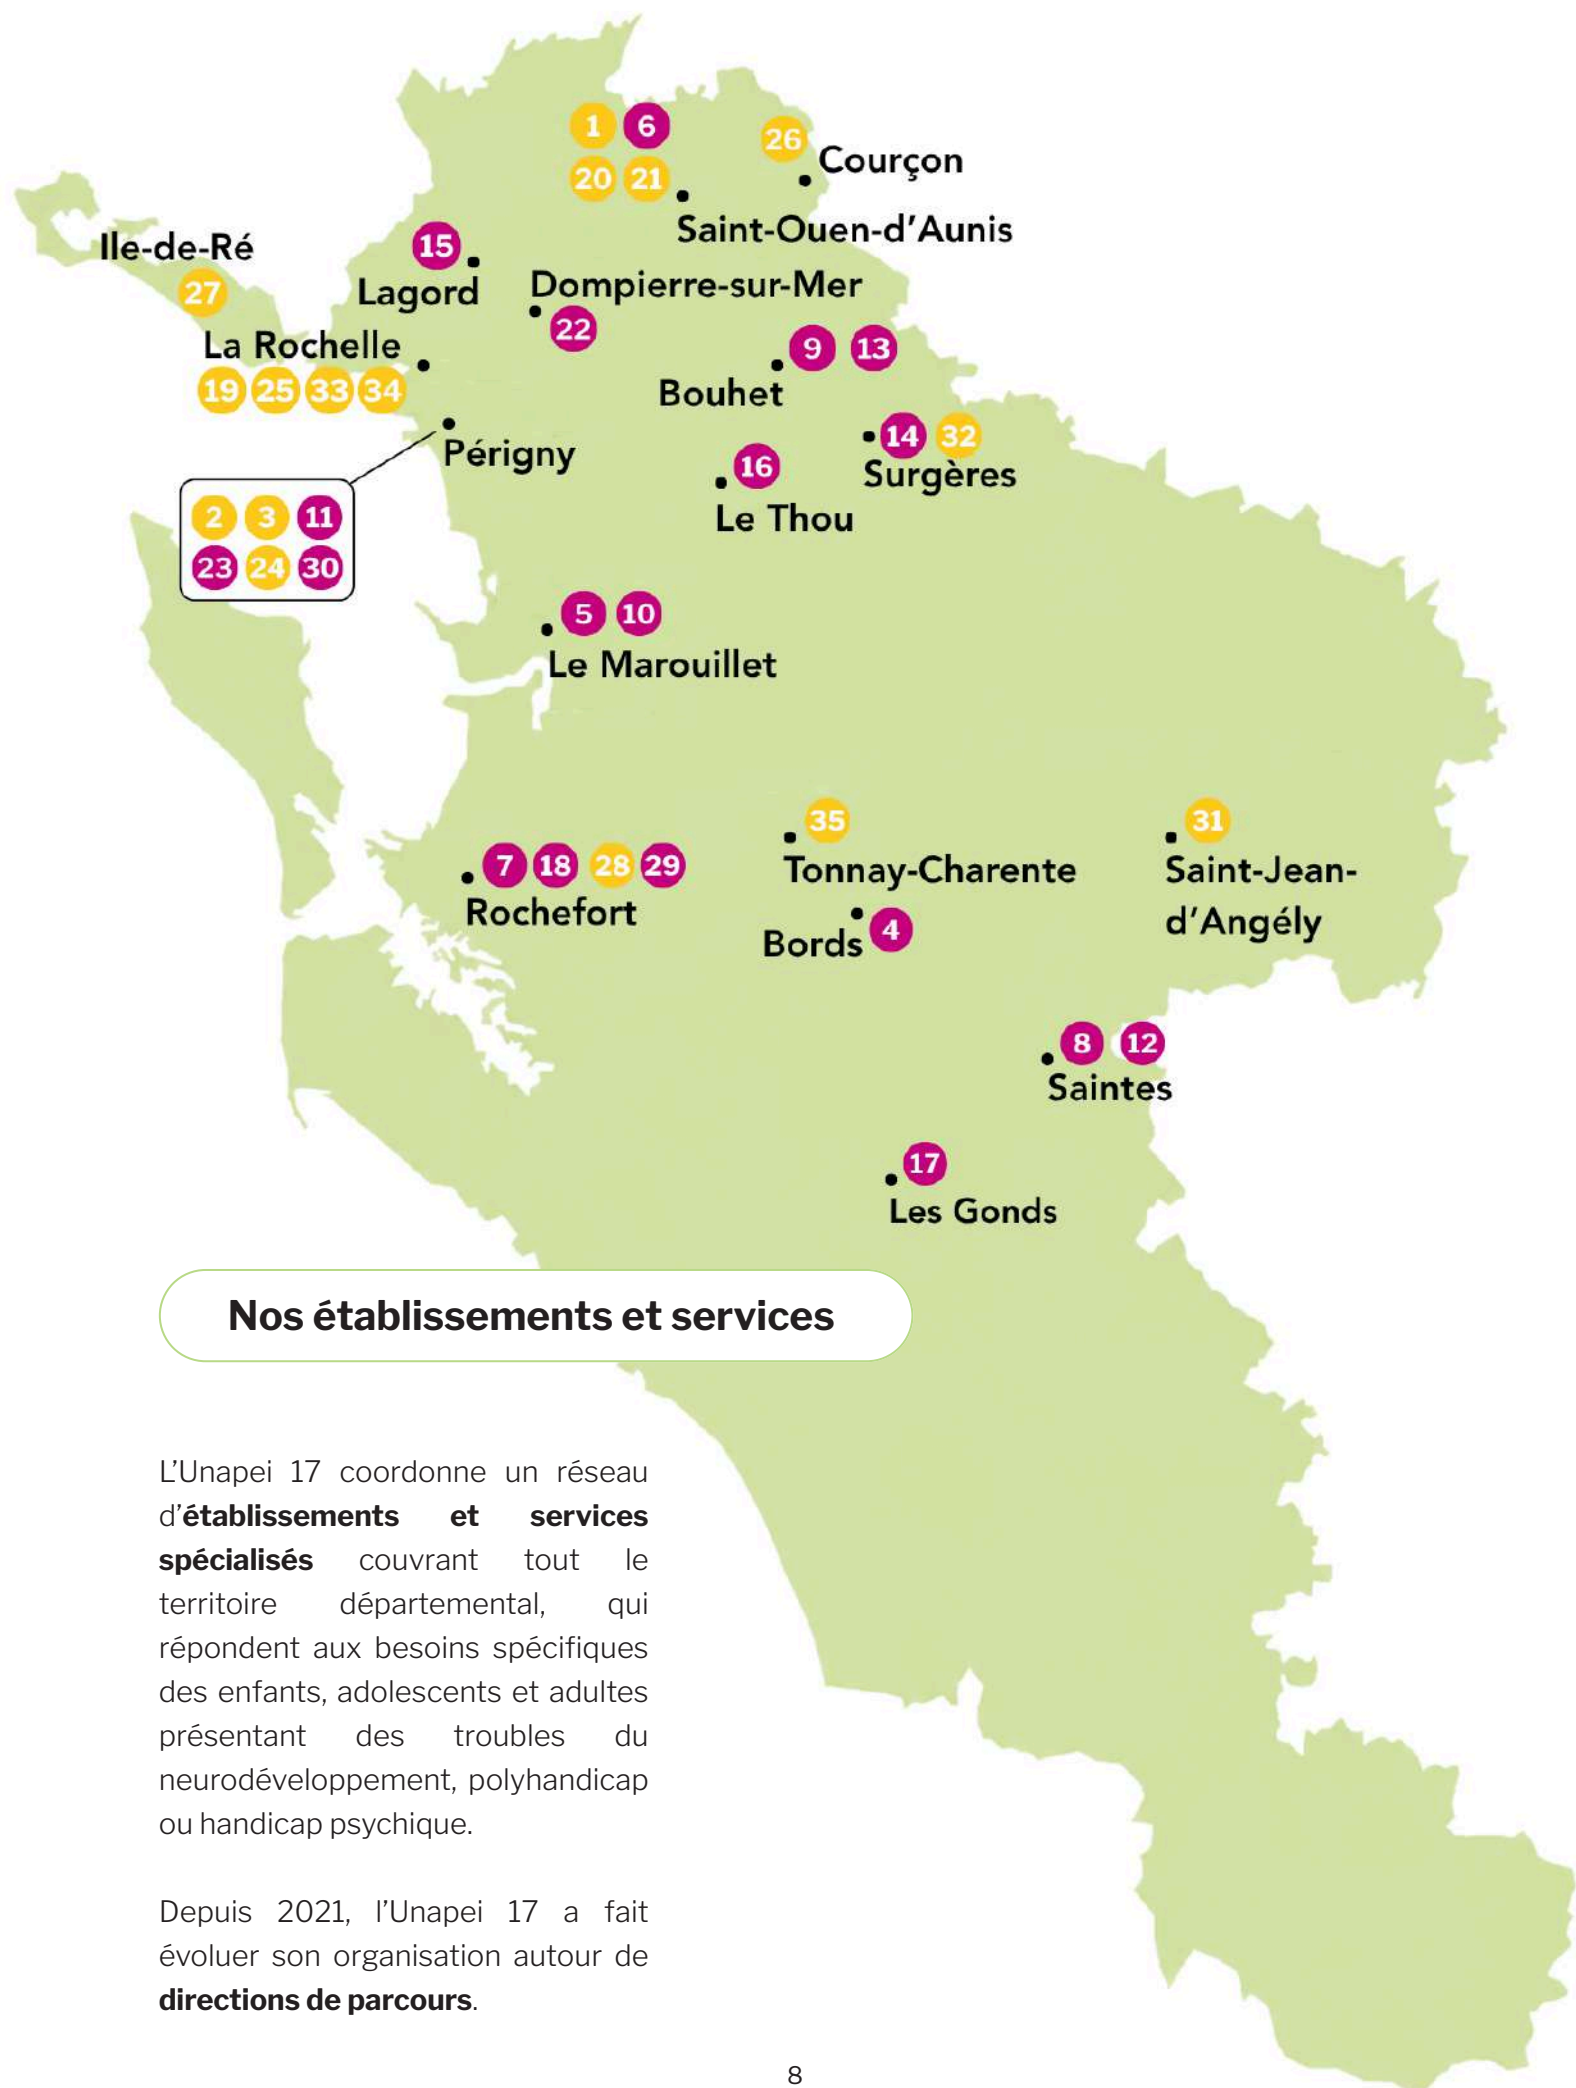 1 6
26
Courçon
20 21
Saint-Ouen-d’Aunis
Ile-de-Ré
15
27
Lagord
Dompierre-sur-Mer
22
La Rochelle
19 25 33 34
9 13
Bouhet
Périgny
14 32
Surgères
16
Le Thou
2 3 11
23 24 30
5 10
Le Marouillet
35
Tonnay-Charente
31
Saint-Jean-
d’Angély
7 18 28 29
Rochefort
Bords 4
8 12
Saintes
17
Les Gonds
Nos établissements et services
L’Unapei 17 coordonne un réseau
d’établissements et services
spécialisés couvrant tout le
territoire départemental, qui
répondent aux besoins spécifiques
des enfants, adolescents et adultes
présentant des troubles du
neurodéveloppement, polyhandicap
ou handicap psychique.
Depuis 2021, l’Unapei 17 a fait
évoluer son organisation autour de
directions de parcours.
8